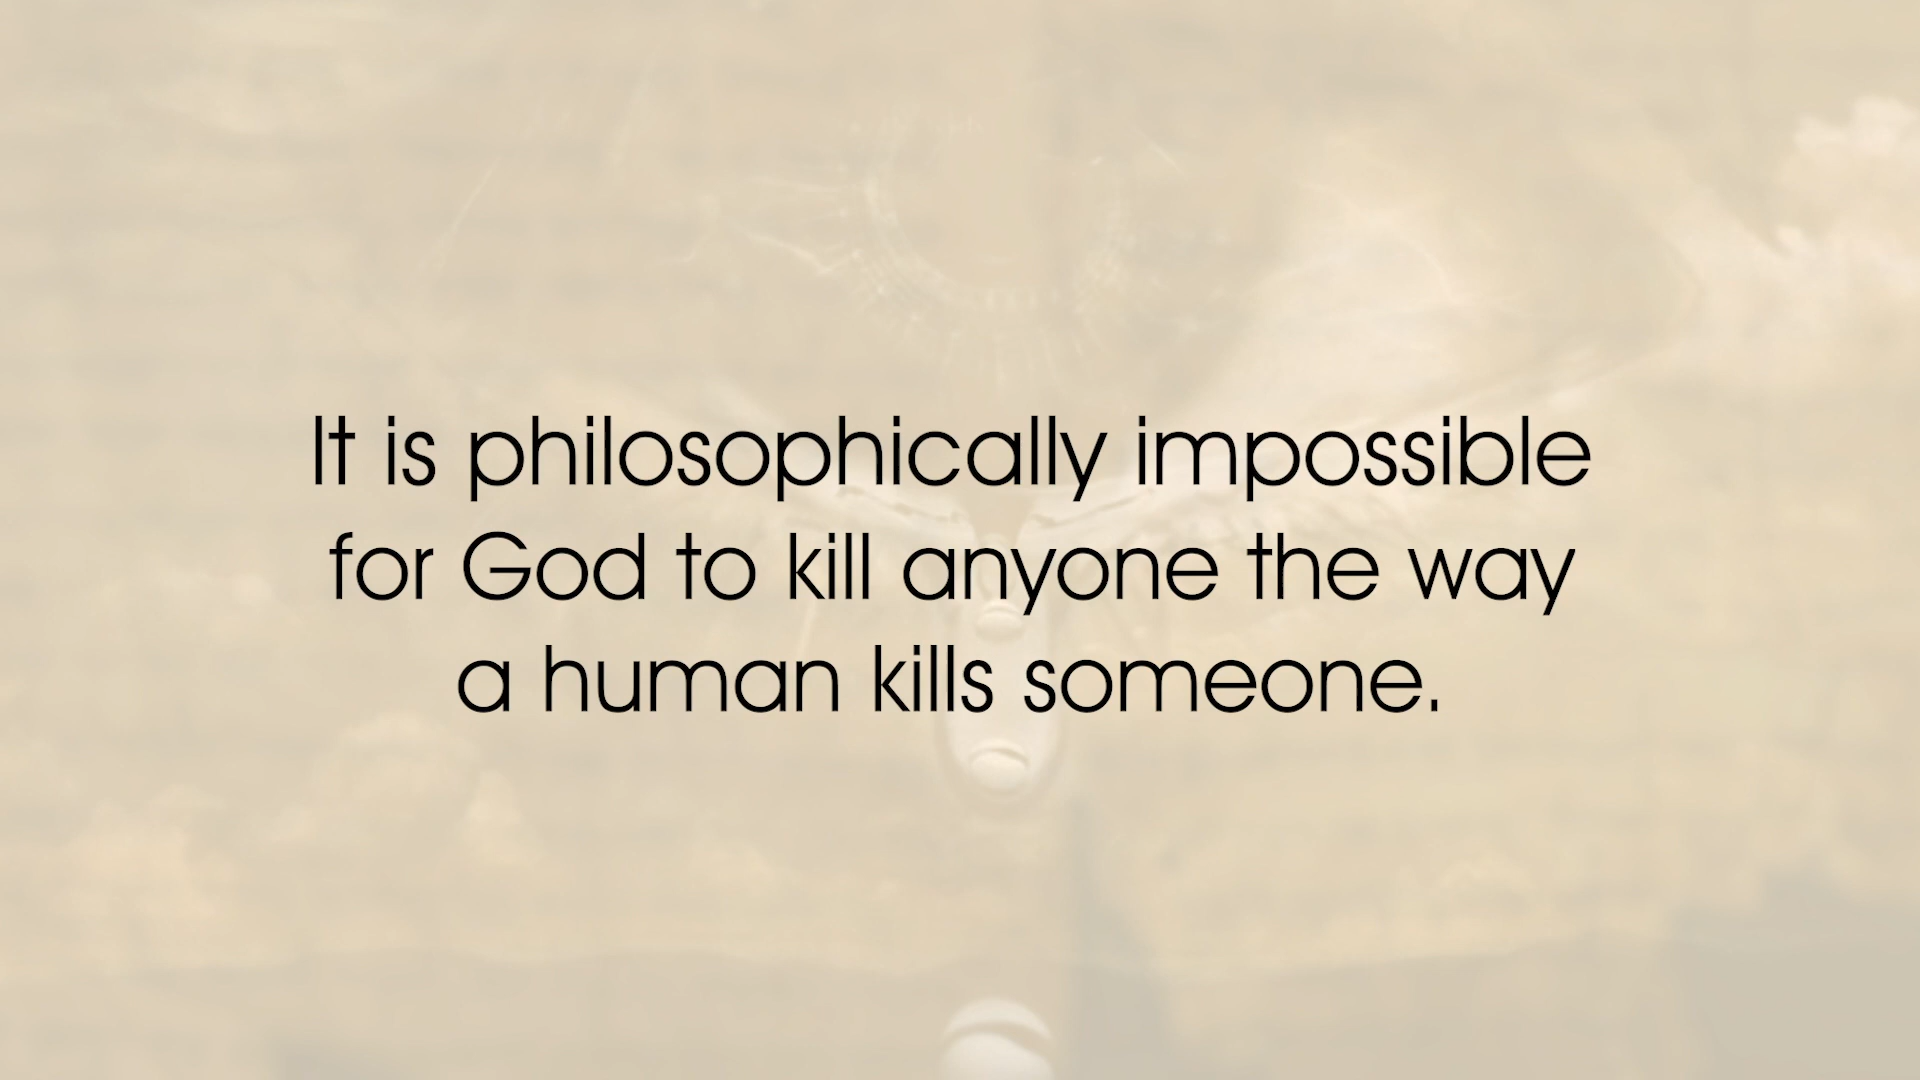 It is philosophically impossible
for God to kill anyone the way
a human kills someone.